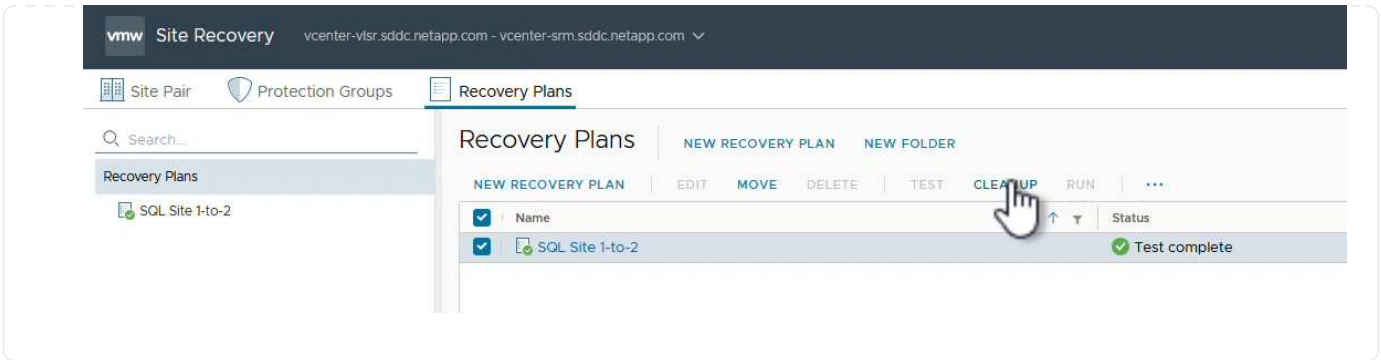 vmw Site Recovery vcenter-vlsr.sddc.netapp.com - vcenter-srm.sddc.netapp.com
Site Pair Protection Groups Recovery Plans
Search...
Recovery Plans
SQL Site 1-to-2
Recovery Plans NEW RECOVERY PLAN NEW FOLDER
NEW RECOVERY PLAN EDIT MOVE DELETE TEST CLEANUP RUN ...
Name Status
SQL Site 1-to-2 Test complete